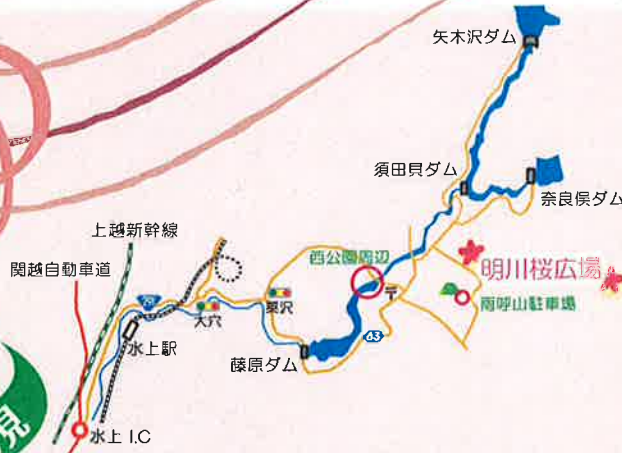 矢木沢ダム
須田貝ダム
奈良俣ダム
上越新幹線
西公園周辺
関越自動車道
明川桜広場
〒
雨呼山駐車場
大穴
粟沢
水上駅
63
藤原ダム
見
水上 I.C